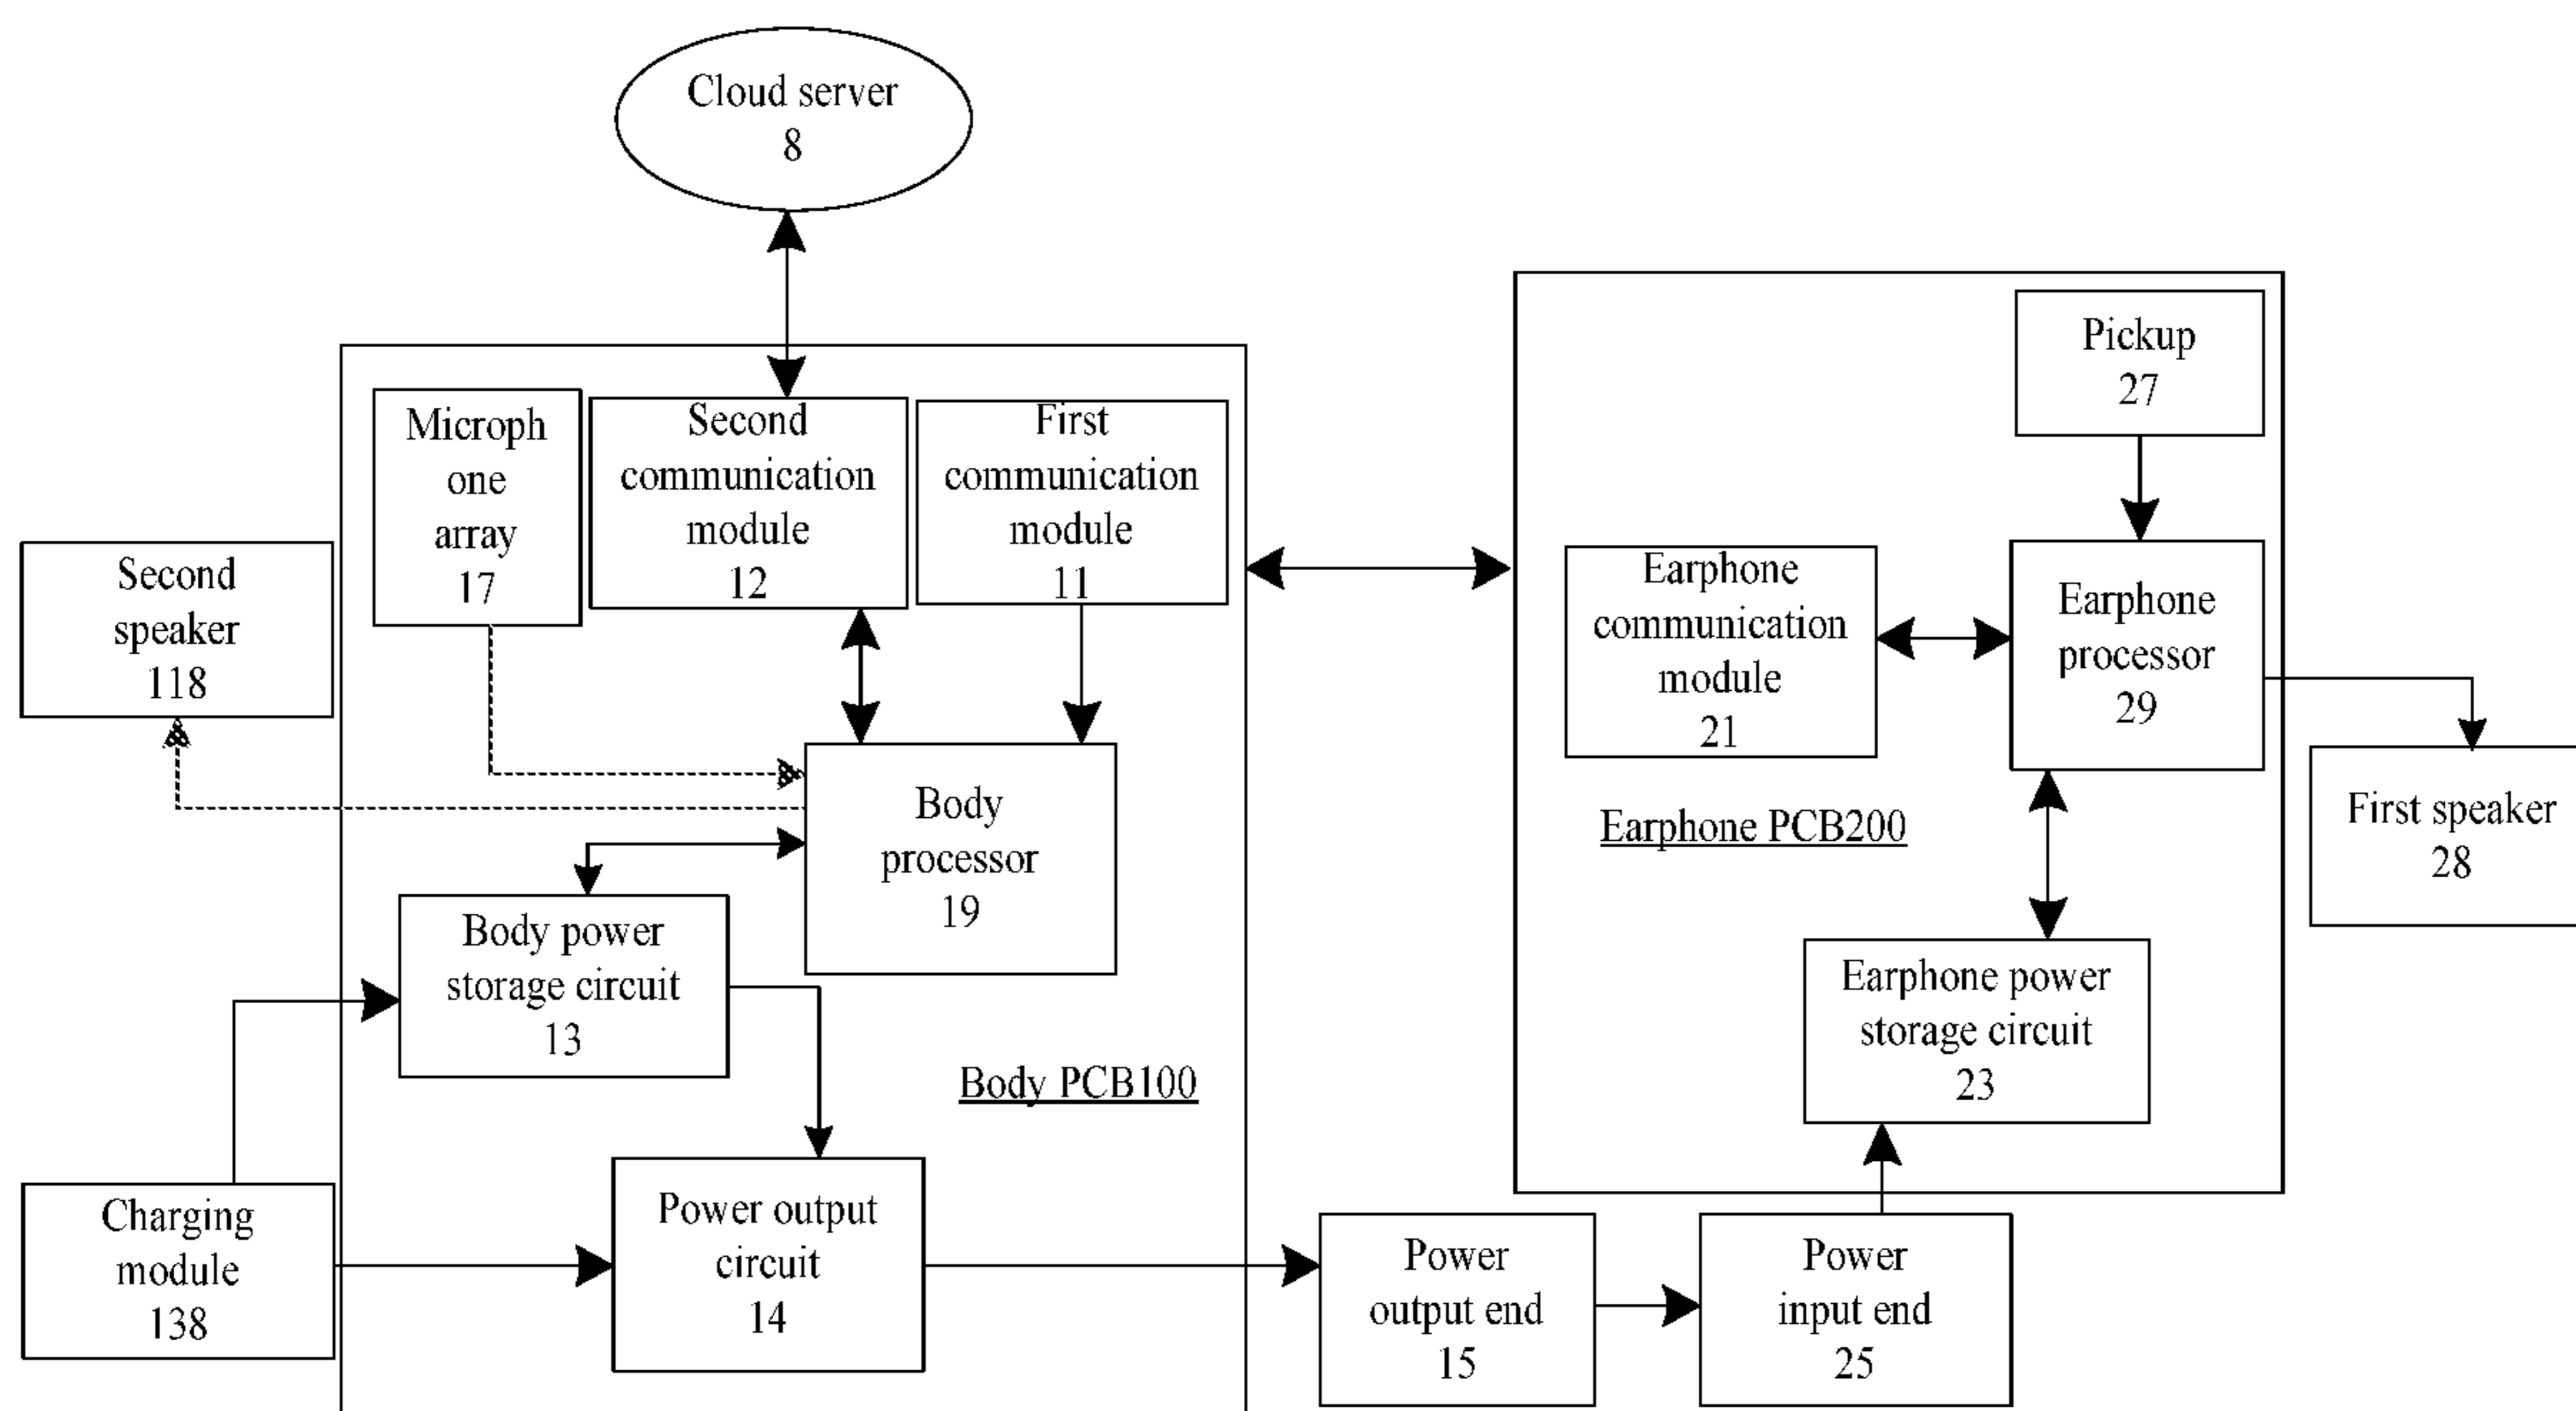 Cloud server
8
Microph
one
array
17
Second
communication
module
12
First
communication
module
11
Second
speaker
118
Body
processor
19
Body power
storage circuit
13
Body PCB100
Charging
module
138
Power output
circuit
14
Power
output end
15
Power
input end
25
Pickup
27
Earphone
communication
module
21
Earphone
processor
29
Earphone PCB200
First speaker
28
Earphone power
storage circuit
23